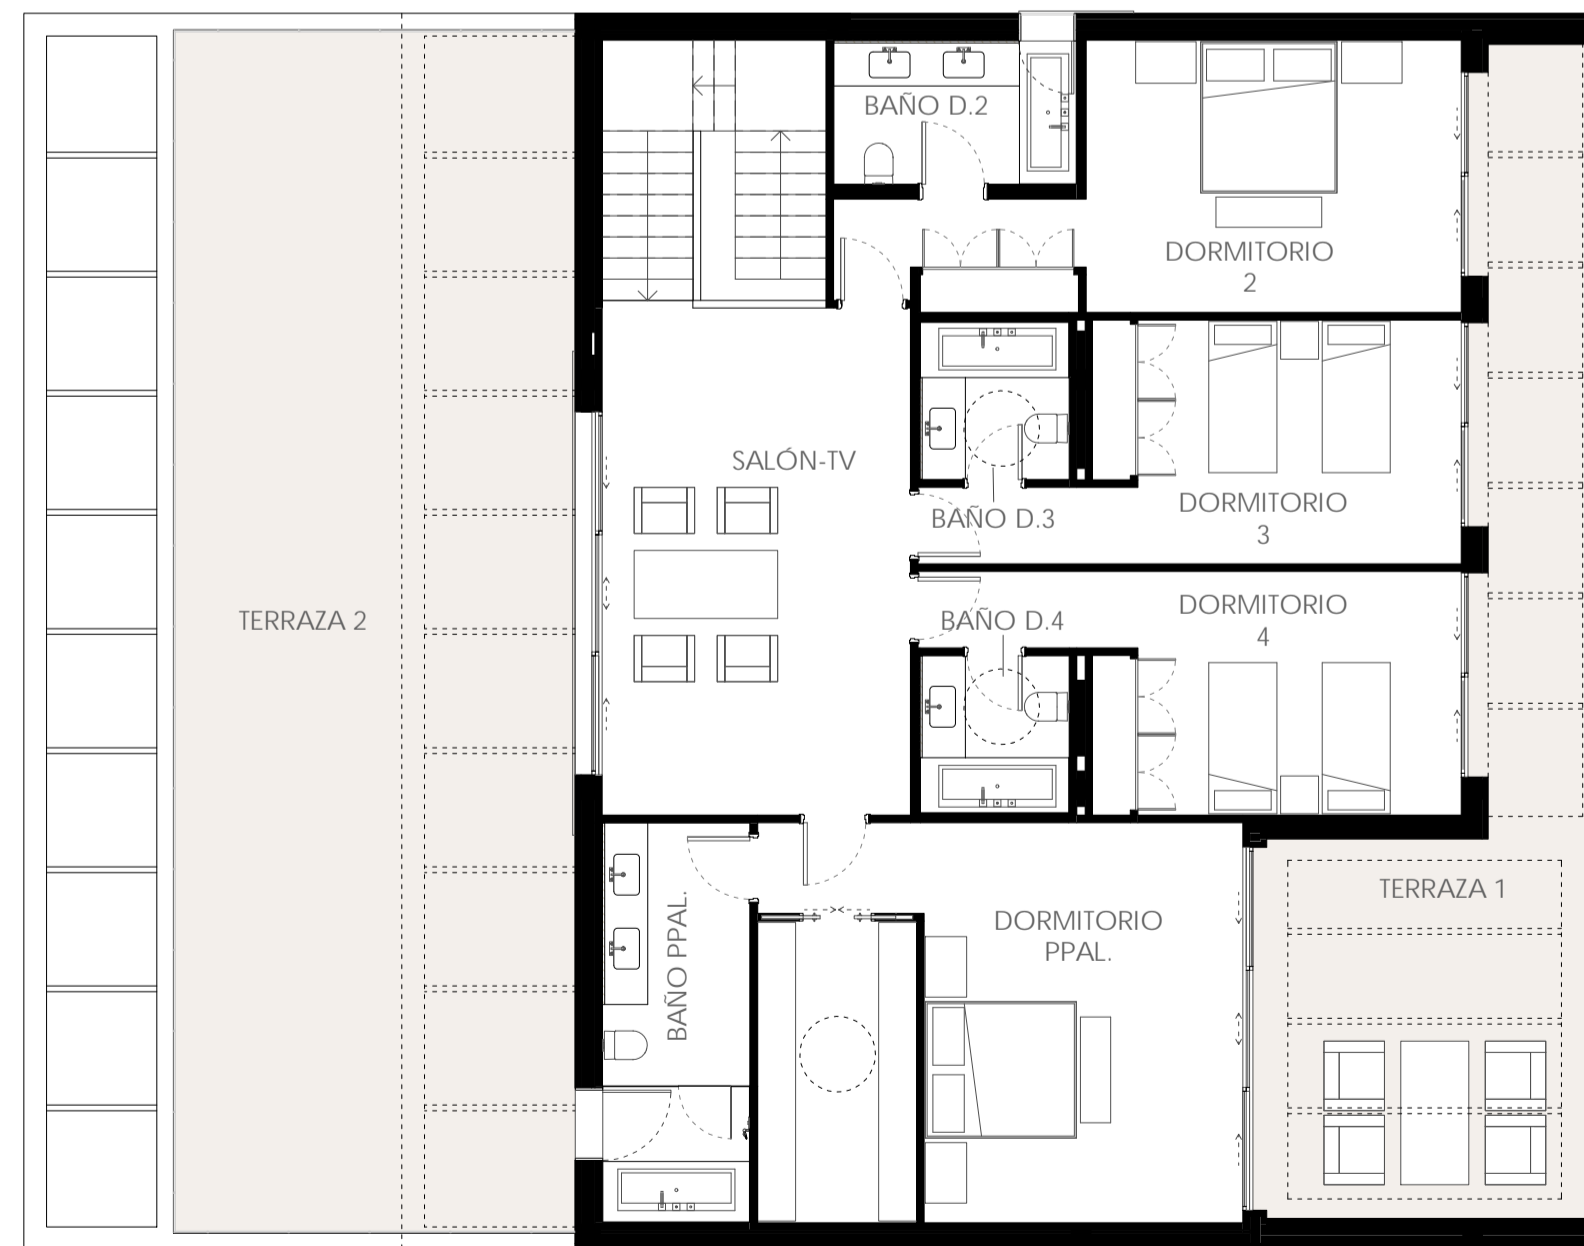 BAÑO D.2
DORMITORIO
2
SALÓN-TV
BAÑO D.3
DORMITORIO
3
TERRAZA 2
BAÑO D.4
DORMITORIO
4
TERRAZA 1
BAÑO PPAL.
DORMITORIO
PPAL.